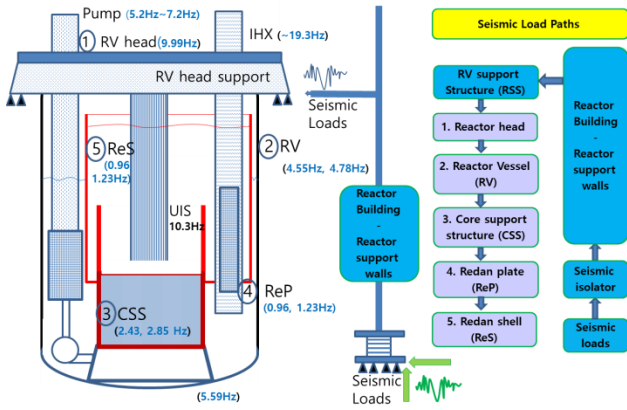 Pump (5.2Hz~7.2Hz)
1 RV head(9.99Hz)
IHX (~19.3Hz)
RV head support
5 ReS
(0.96
1.23Hz)
2 RV
(4.55Hz, 4.78Hz)
UIS
10.3Hz
4 ReP
(0.96, 1.23Hz)
3 CSS
(2.43, 2.85 Hz)
(5.59Hz)
Seismic
Loads
Reactor
Building
-
Reactor
support
walls
Seismic
Loads
Seismic Load Paths
RV support
Structure (RSS)
1. Reactor head
2. Reactor Vessel
(RV)
3. Core support
structure (CSS)
4. Redan plate
(ReP)
5. Redan shell
(ReS)
Reactor
Building
-
Reactor
support
walls
Seismic
isolator
Seismic
loads